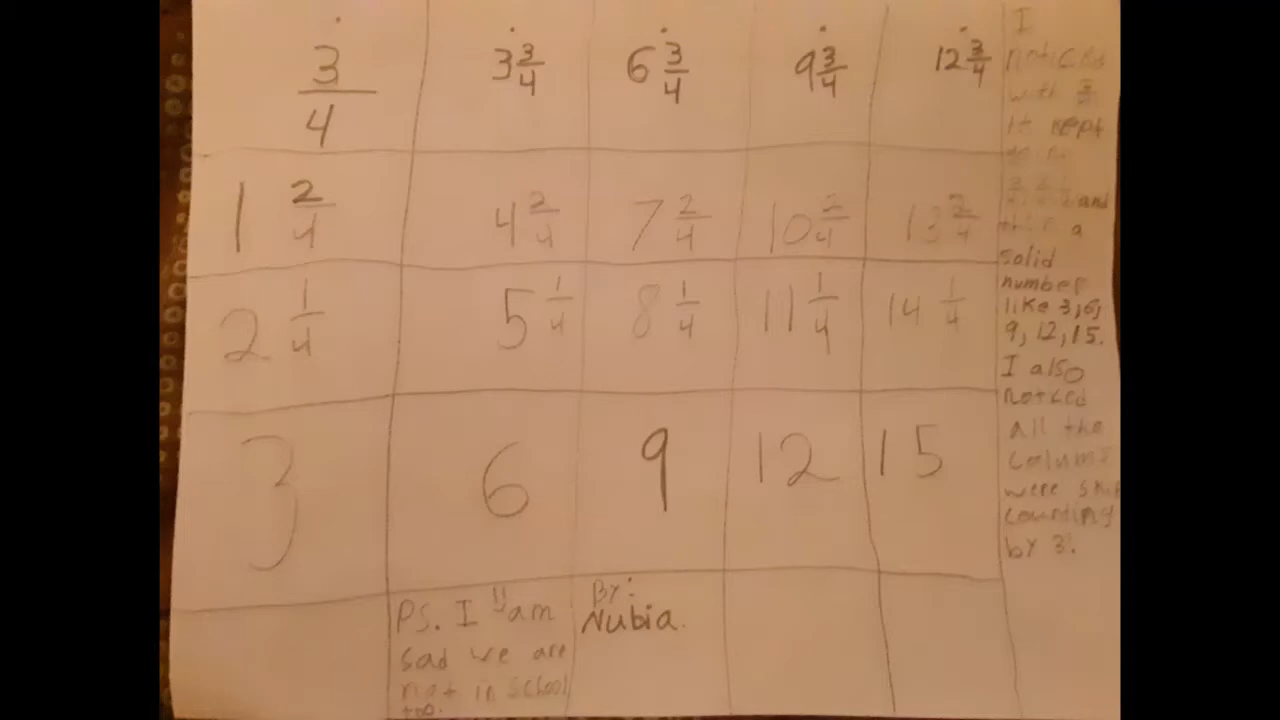 3/4 3 3/4 6 3/4 9 3/4 12 3/4
1 2/4 4 2/4 7 2/4 10 2/4 13 2/4
2 1/4 5 1/4 8 1/4 11 1/4 14 1/4
3 6 9 12 15
I
noticed
with
it kept
and
a
solid
number
like 3,6,
9, 12, 15.
I also
noticed
all the
were
counting
by 3.
PS. I am
sad we are
not in school
By:
Nubia.